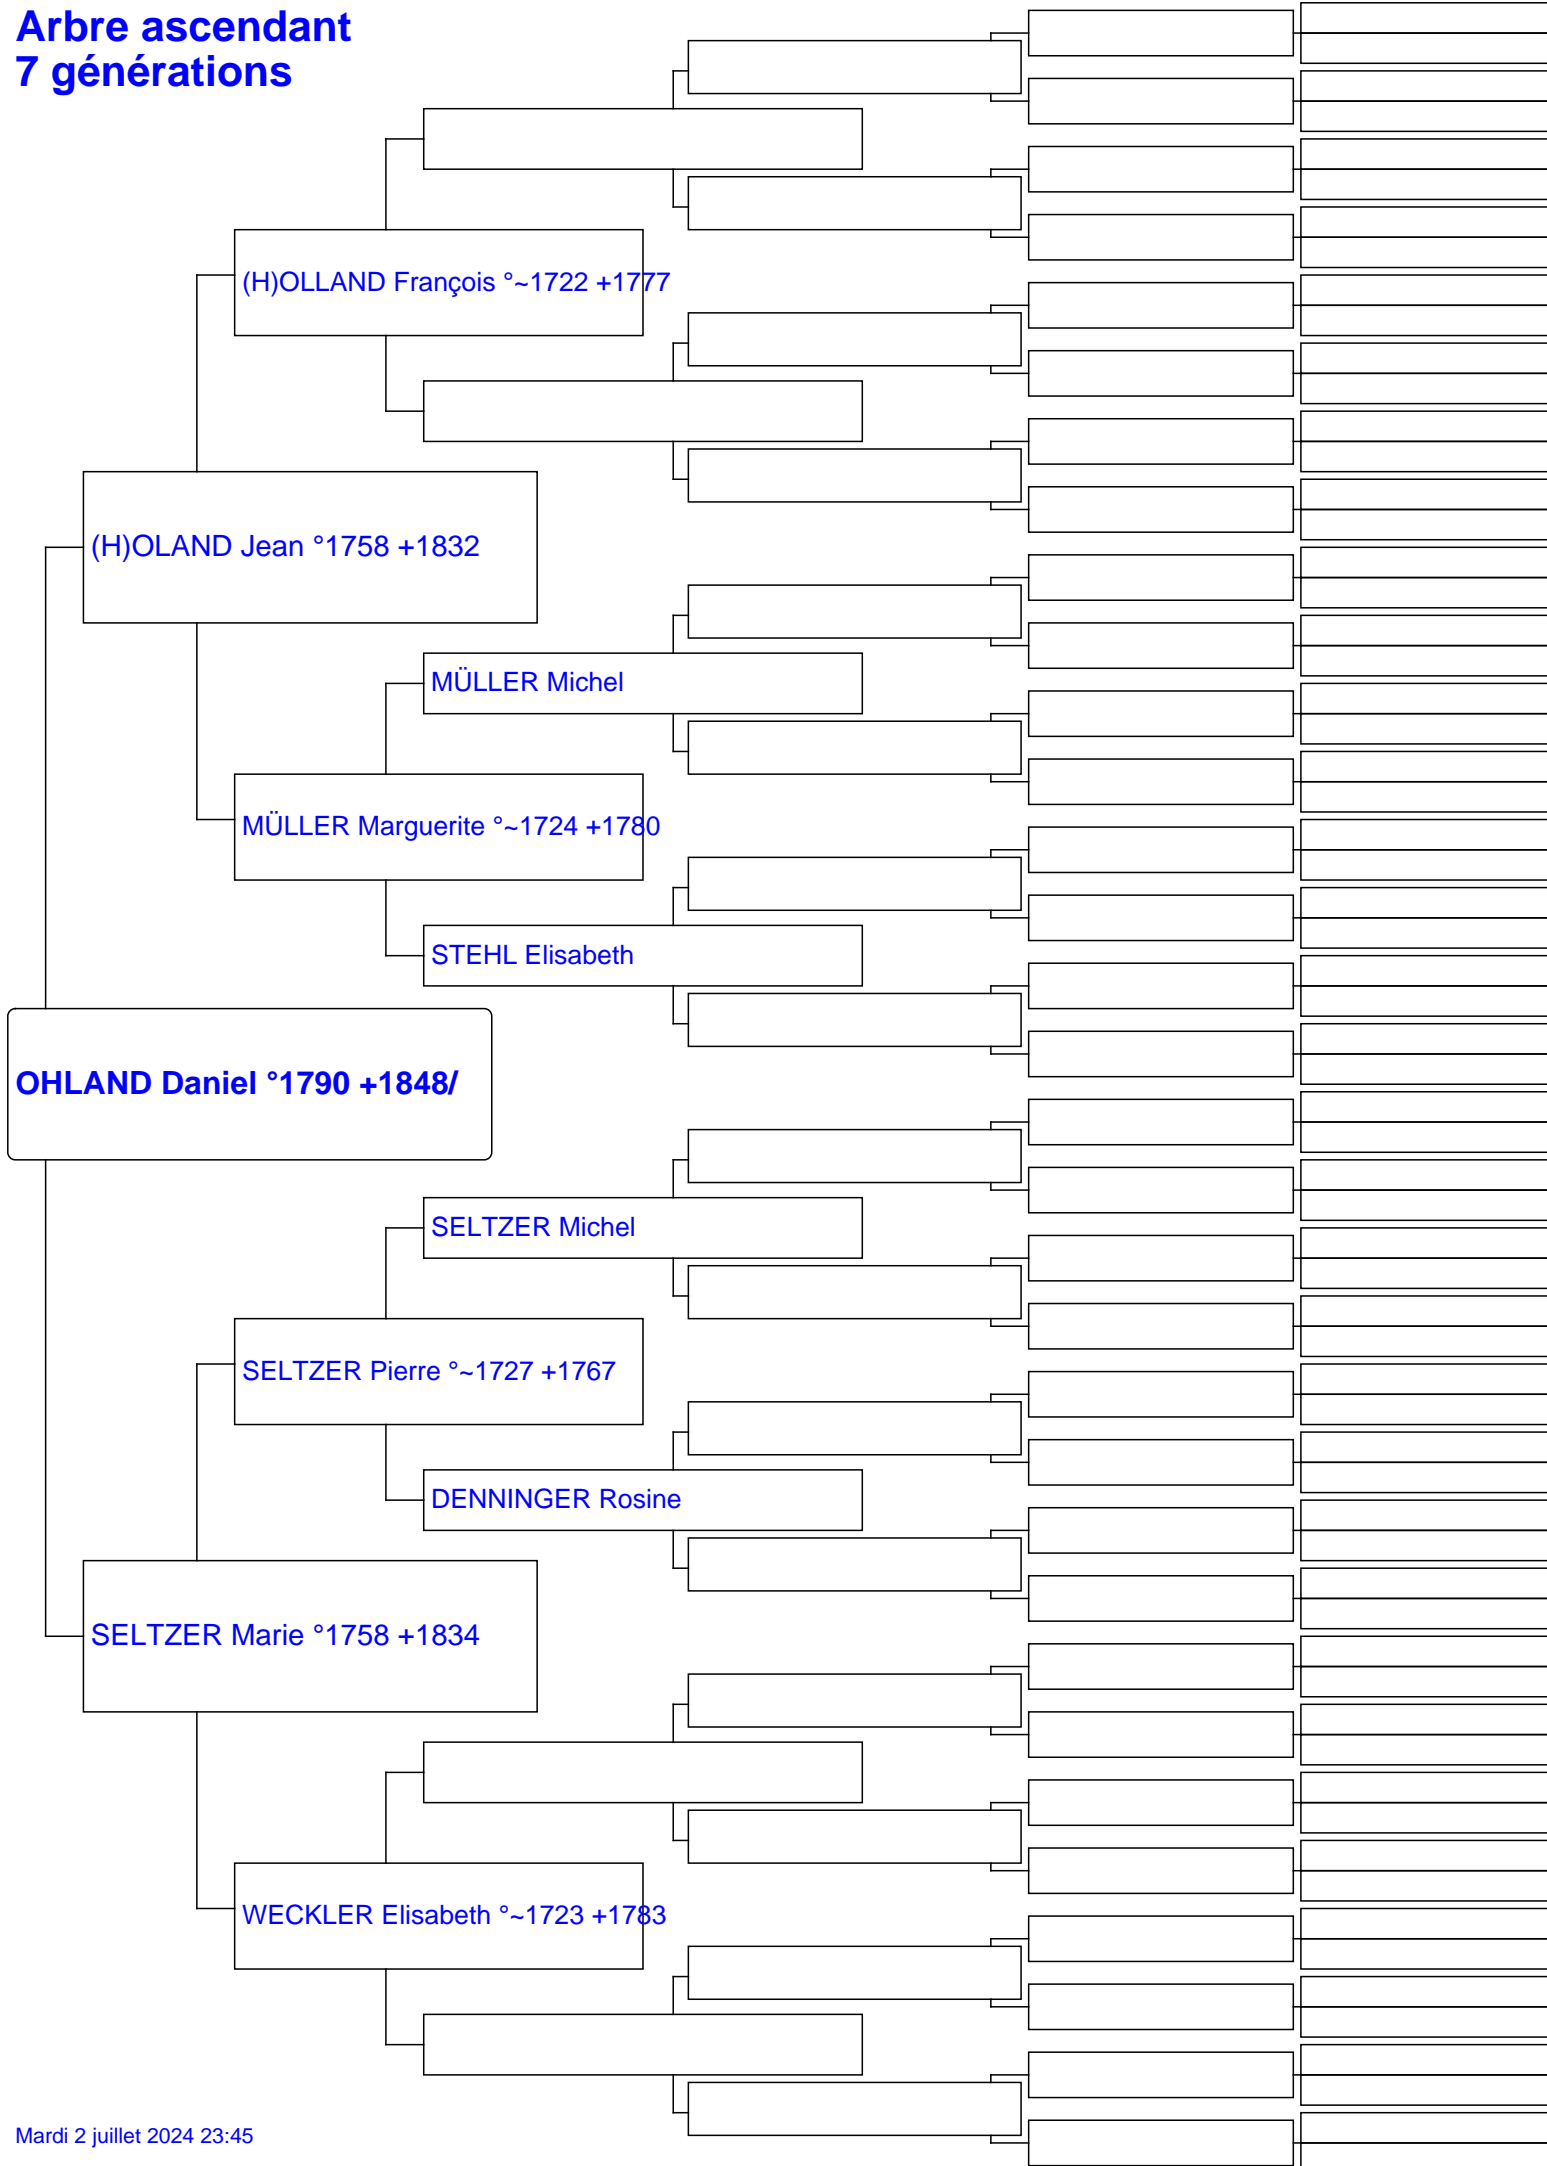 Arbre ascendant
7 générations
(H)OLLAND François °~1722 +1777
(H)OLAND Jean °1758 +1832
MÜLLER Michel
MÜLLER Marguerite °~1724 +1780
STEHL Elisabeth
OHLAND Daniel °1790 +1848/
SELTZER Michel
SELTZER Pierre °~1727 +1767
DENNINGER Rosine
SELTZER Marie °1758 +1834
WECKLER Elisabeth °~1723 +1783
Mardi 2 juillet 2024 23:45